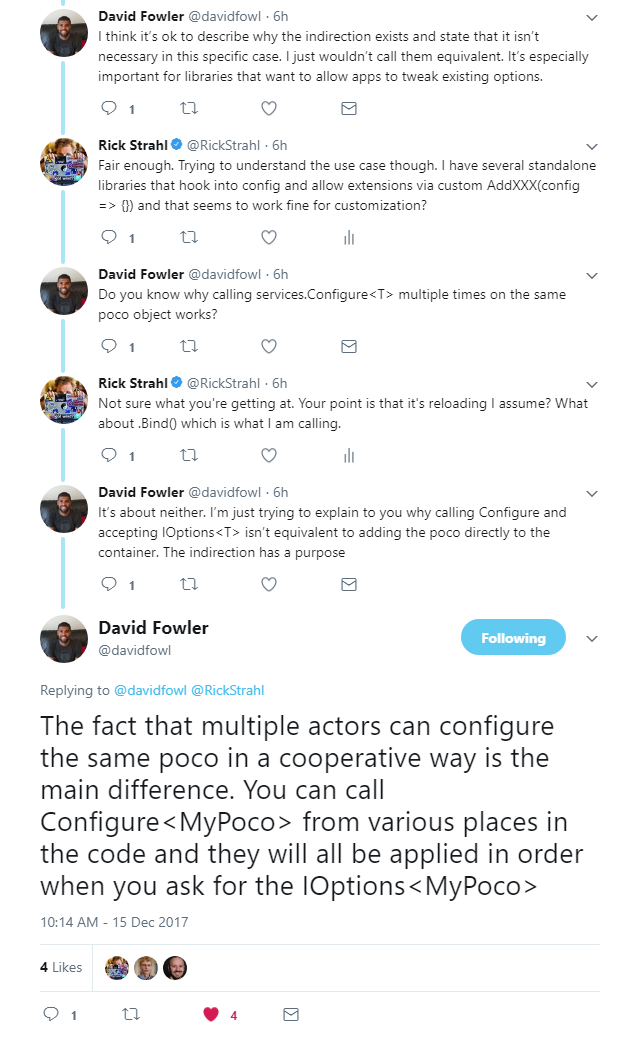 David Fowler @davidfowl · 6h
I think it's ok to describe why the indirection exists and state that it isn't
necessary in this specific case. I just wouldn't call them equivalent. It's especially
important for libraries that want to allow apps to tweak existing options.
1
Rick Strahl @RickStrahl · 6h
Fair enough. Trying to understand the use case though. I have several standalone
libraries that hook into config and allow extensions via custom AddXXX(config
=> {}) and that seems to work fine for customization?
1
David Fowler @davidfowl · 6h
Do you know why calling services.Configure<T> multiple times on the same
poco object works?
1
Rick Strahl @RickStrahl · 6h
Not sure what you're getting at. Your point is that it's reloading I assume? What
about .Bind() which is what I am calling.
1
David Fowler @davidfowl · 6h
It's about neither. I'm just trying to explain to you why calling Configure and
accepting IOptions<T> isn't equivalent to adding the poco directly to the
container. The indirection has a purpose
1
David Fowler
@davidfowl
Following
Replying to @davidfowl @RickStrahl
The fact that multiple actors can configure
the same poco in a cooperative way is the
main difference. You can call
Configure<MyPoco> from various places in
the code and they will all be applied in order
when you ask for the IOptions<MyPoco>
10:14 AM - 15 Dec 2017
4 Likes
1 4